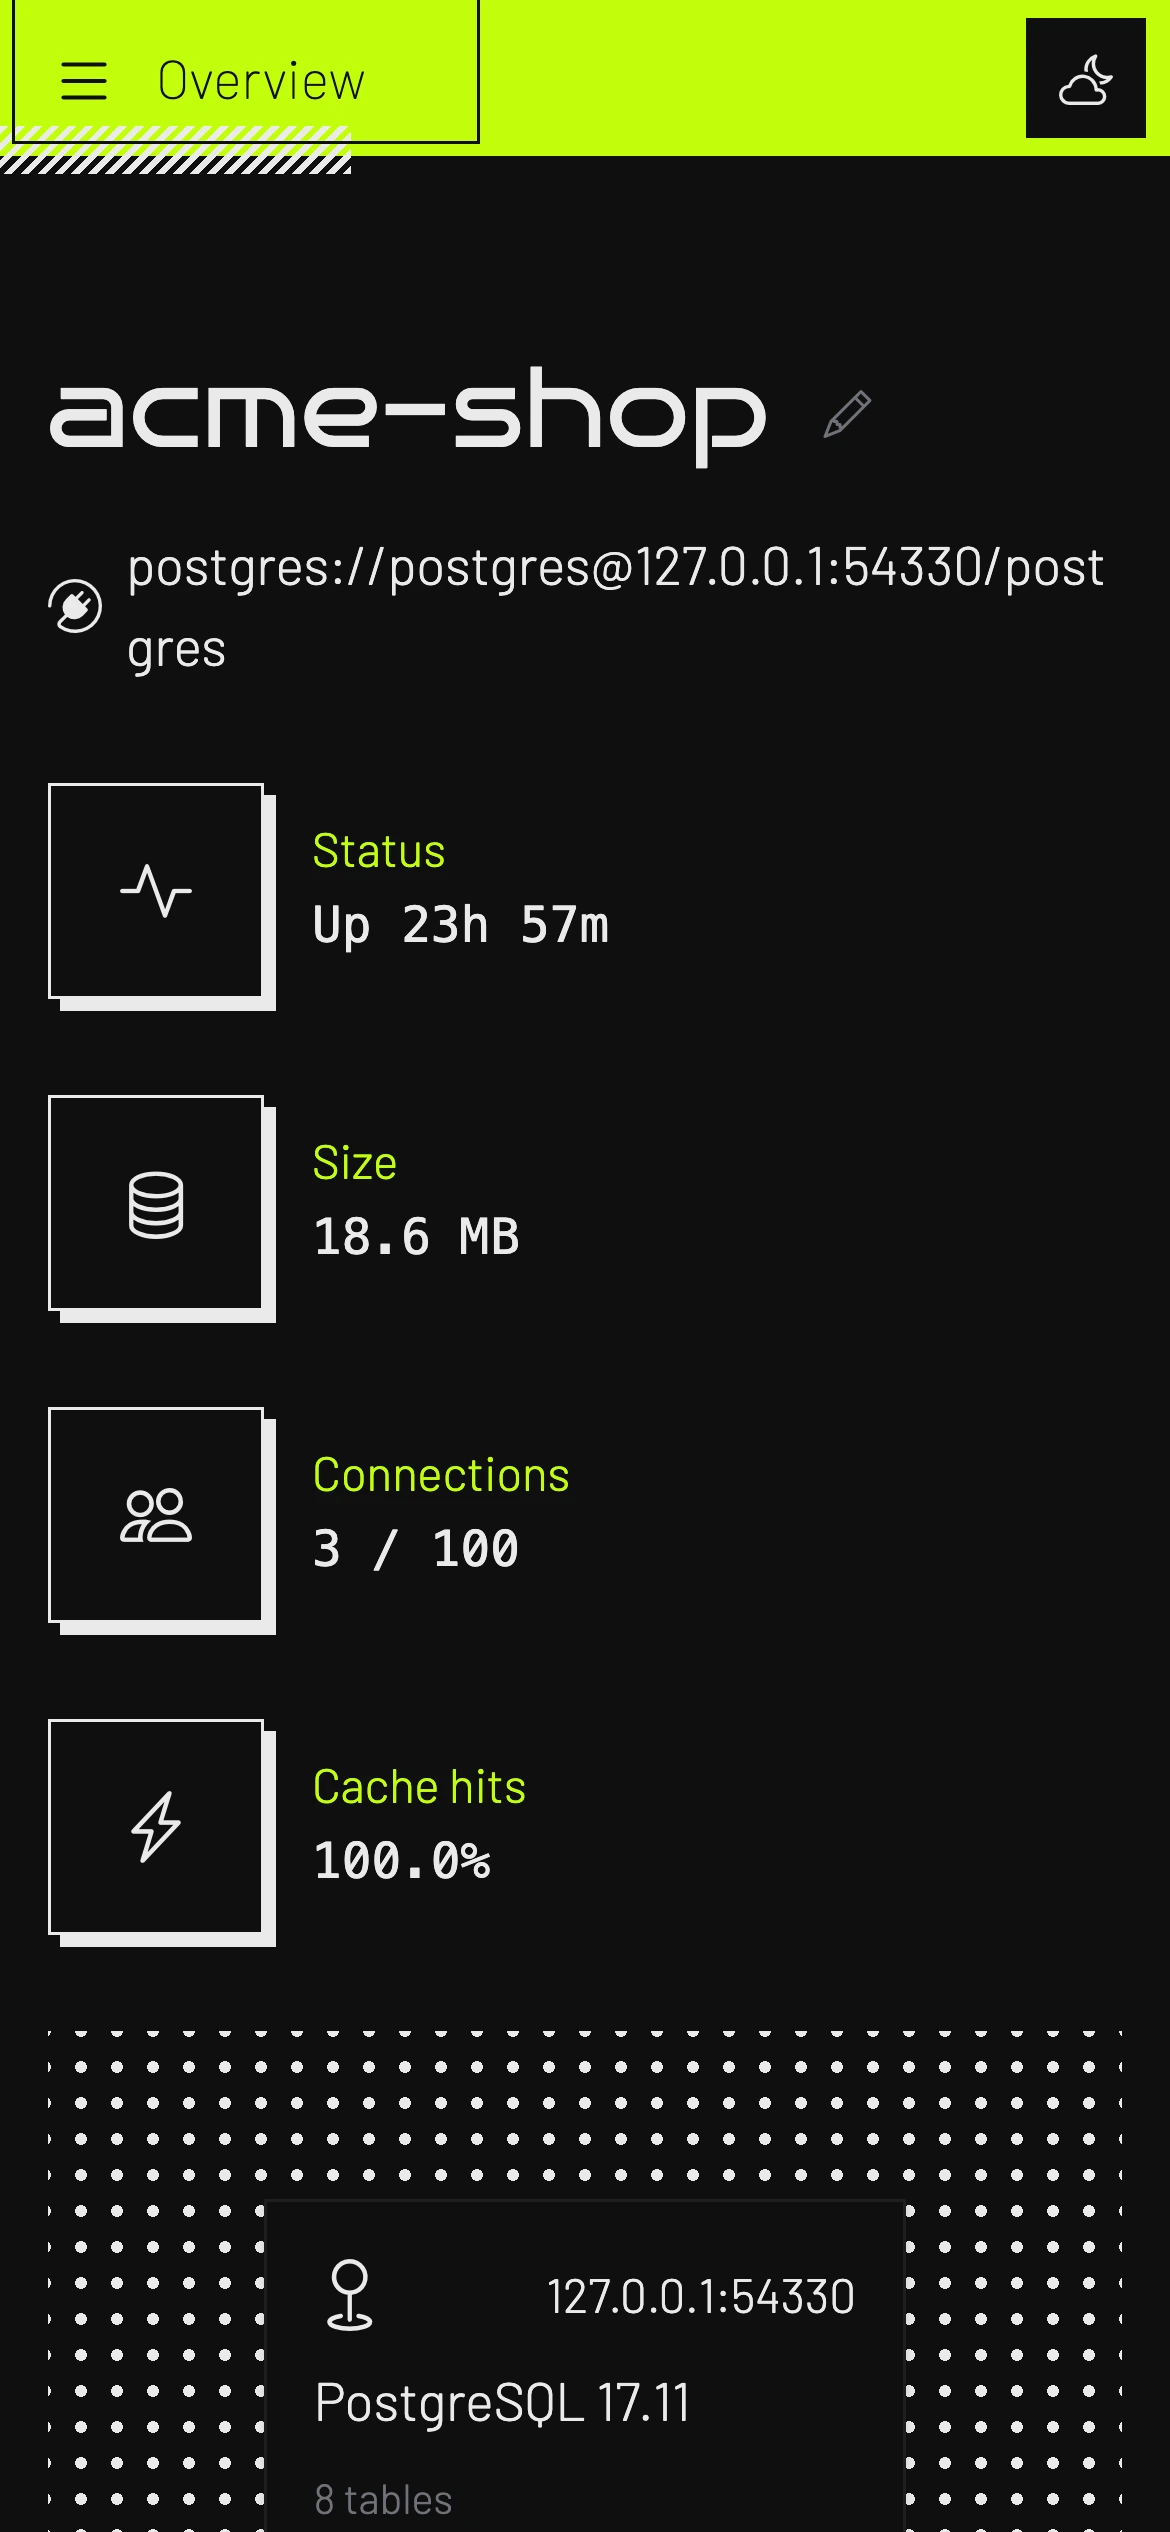 Overview
acme-shop
postgres://postgres@127.0.0.1:54330/post
gres
Status
Up 23h 57m
Size
18.6 MB
Connections
3 / 100
Cache hits
100.0%
127.0.0.1:54330
PostgreSQL 17.11
8 tables